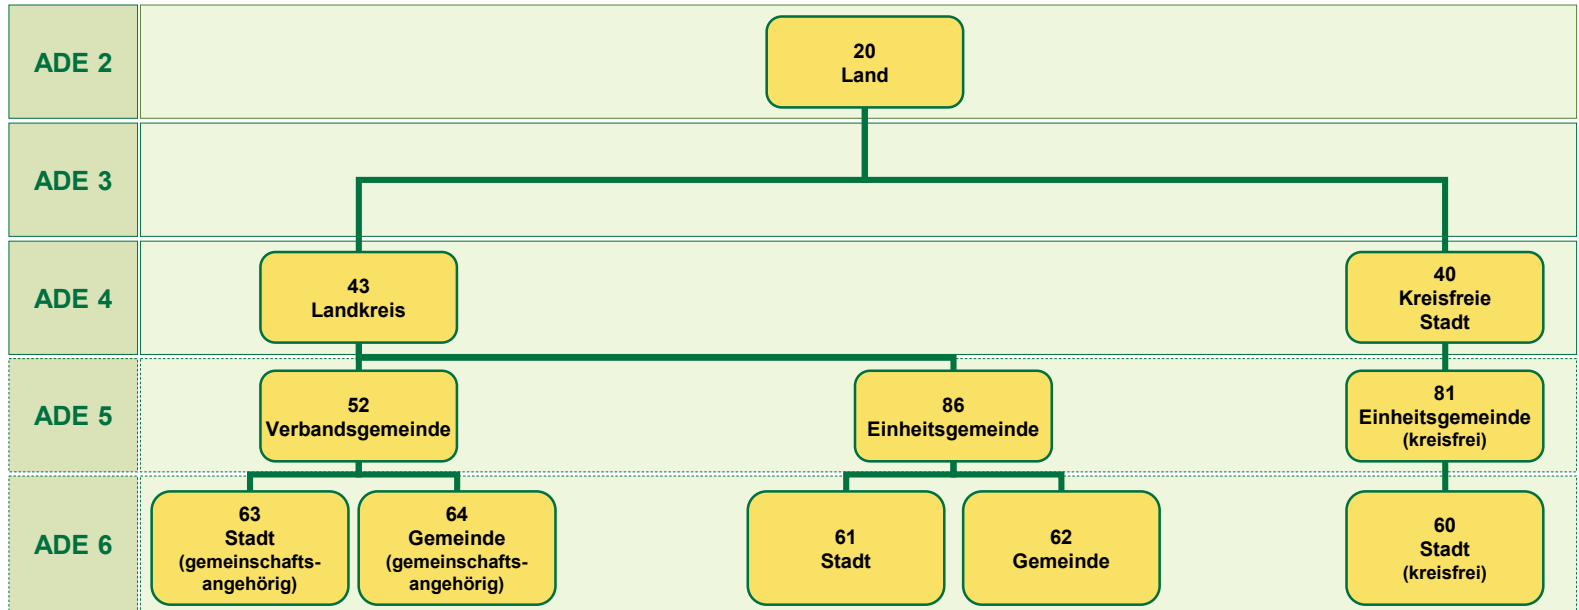 ADE 2
20
Land
ADE 3
ADE 4
43
Landkreis
40
Kreisfreie
Stadt
ADE 5
52
Verbandsgemeinde
86
Einheitsgemeinde
81
Einheitsgemeinde
(kreisfrei)
ADE 6
63
Stadt
(gemeinschafts-
angehörig)
64
Gemeinde
(gemeinschafts-
angehörig)
61
Stadt
62
Gemeinde
60
Stadt
(kreisfrei)